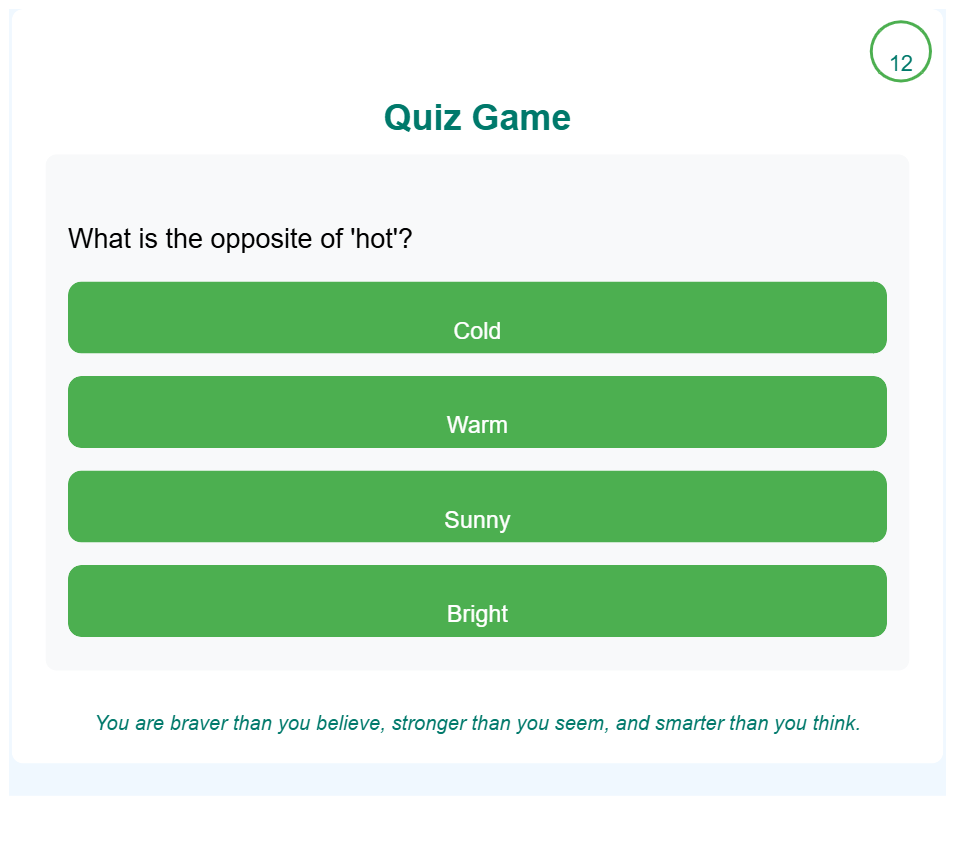 12
Quiz Game
What is the opposite of 'hot'?
Cold
Warm
Sunny
Bright
You are braver than you believe, stronger than you seem, and smarter than you think.